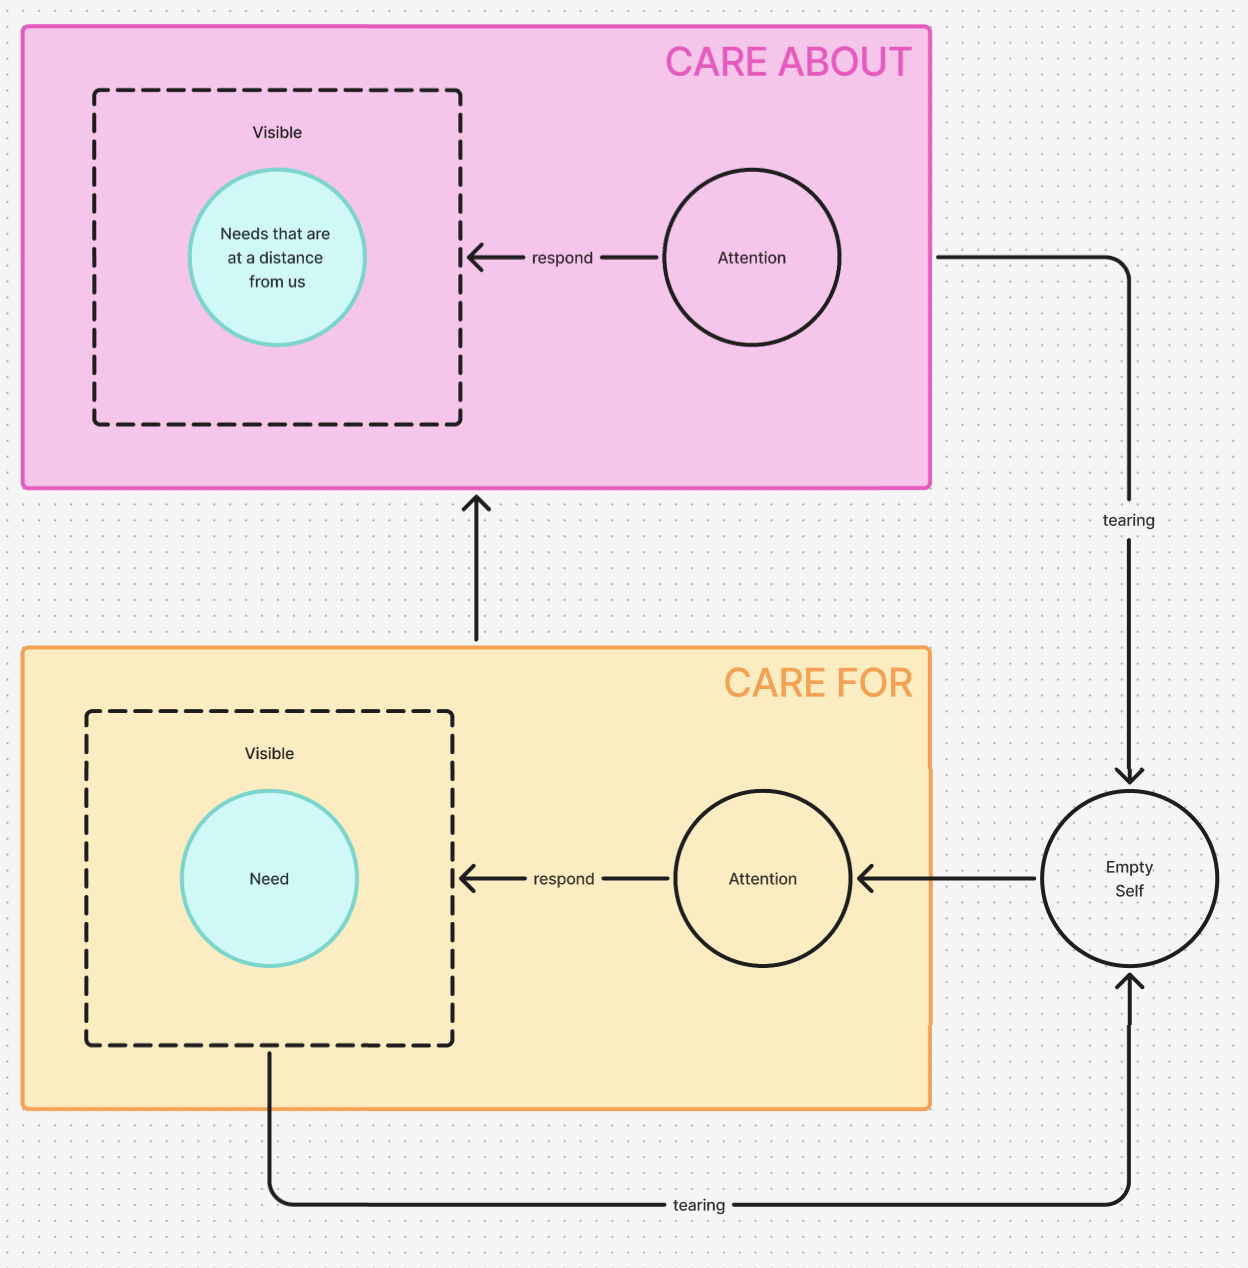 CARE ABOUT
Visible
Needs that are
at a distance
from us
respond
Attention
tearing
CARE FOR
Visible
Need
respond
Attention
Empty
Self
tearing